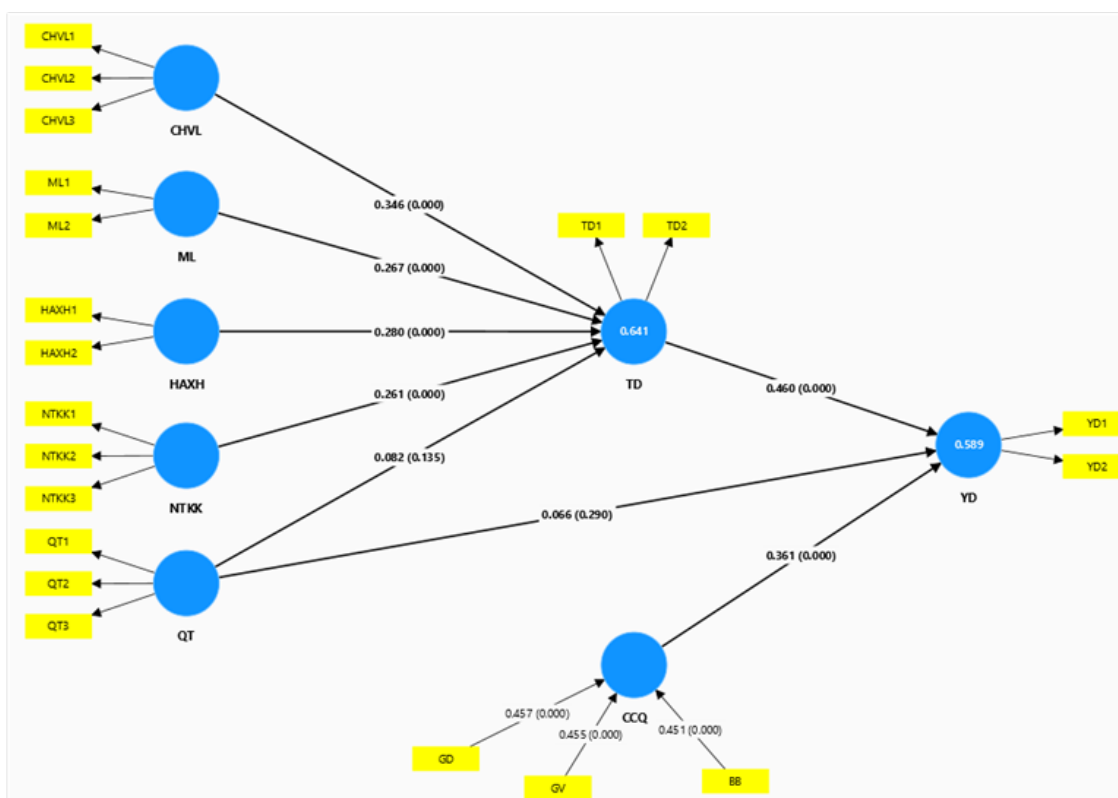 CHVL1
CHVL2
CHVL3
CHVL
ML1
ML2
ML
HAXH1
HAXH2
HAXH
NTKK1
NTKK2
NTKK3
NTKK
QT1
QT2
QT3
QT
0.346 (0.000)
0.267 (0.000)
0.280 (0.000)
0.261 (0.000)
0.082 (0.135)
TD1
TD2
0.641
TD
0.460 (0.000)
0.066 (0.290)
0.361 (0.000)
0.589
YD
YD1
YD2
CCQ
0.457 (0.000)
0.455 (0.000)
0.451 (0.000)
GD
GV
BB